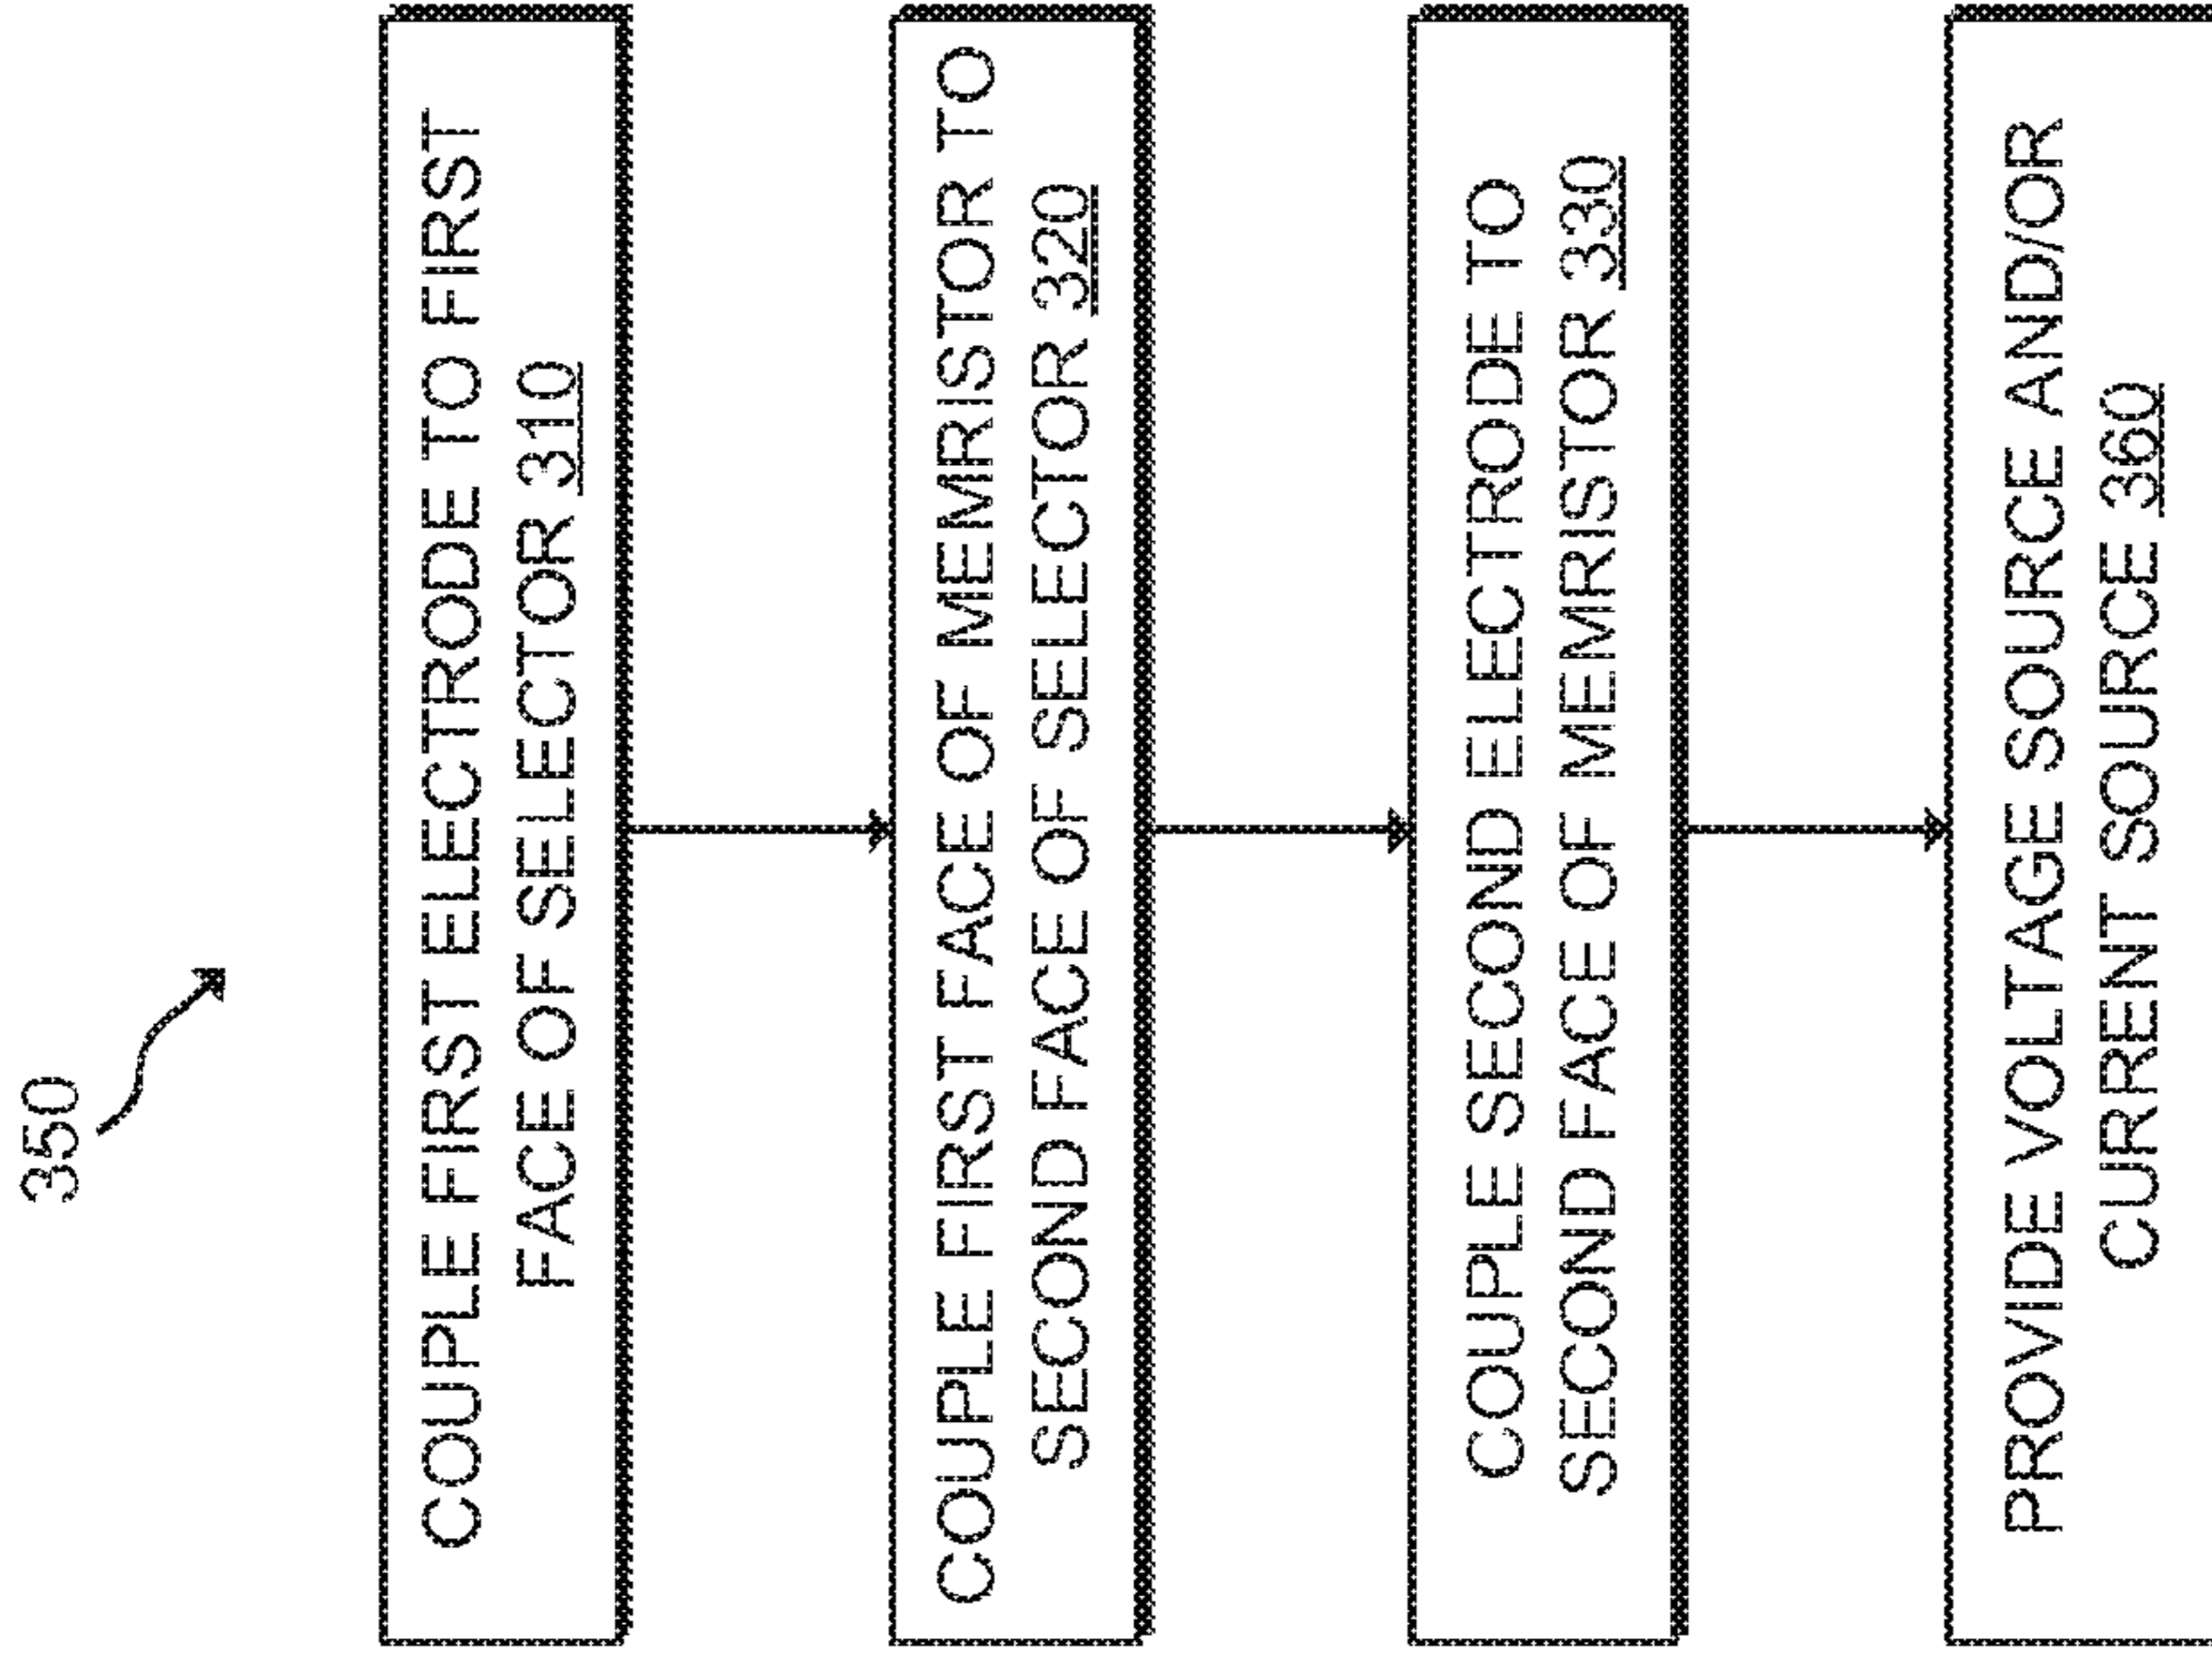 350
COUPLE FIRST ELECTRODE TO FIRST
FACE OF SELECTOR 310
COUPLE FIRST FACE OF MEMRISTOR TO
SECOND FACE OF SELECTOR 320
COUPLE SECOND ELECTRODE TO
SECOND FACE OF MEMRISTOR 330
PROVIDE VOLTAGE SOURCE AND/OR
CURRENT SOURCE 360